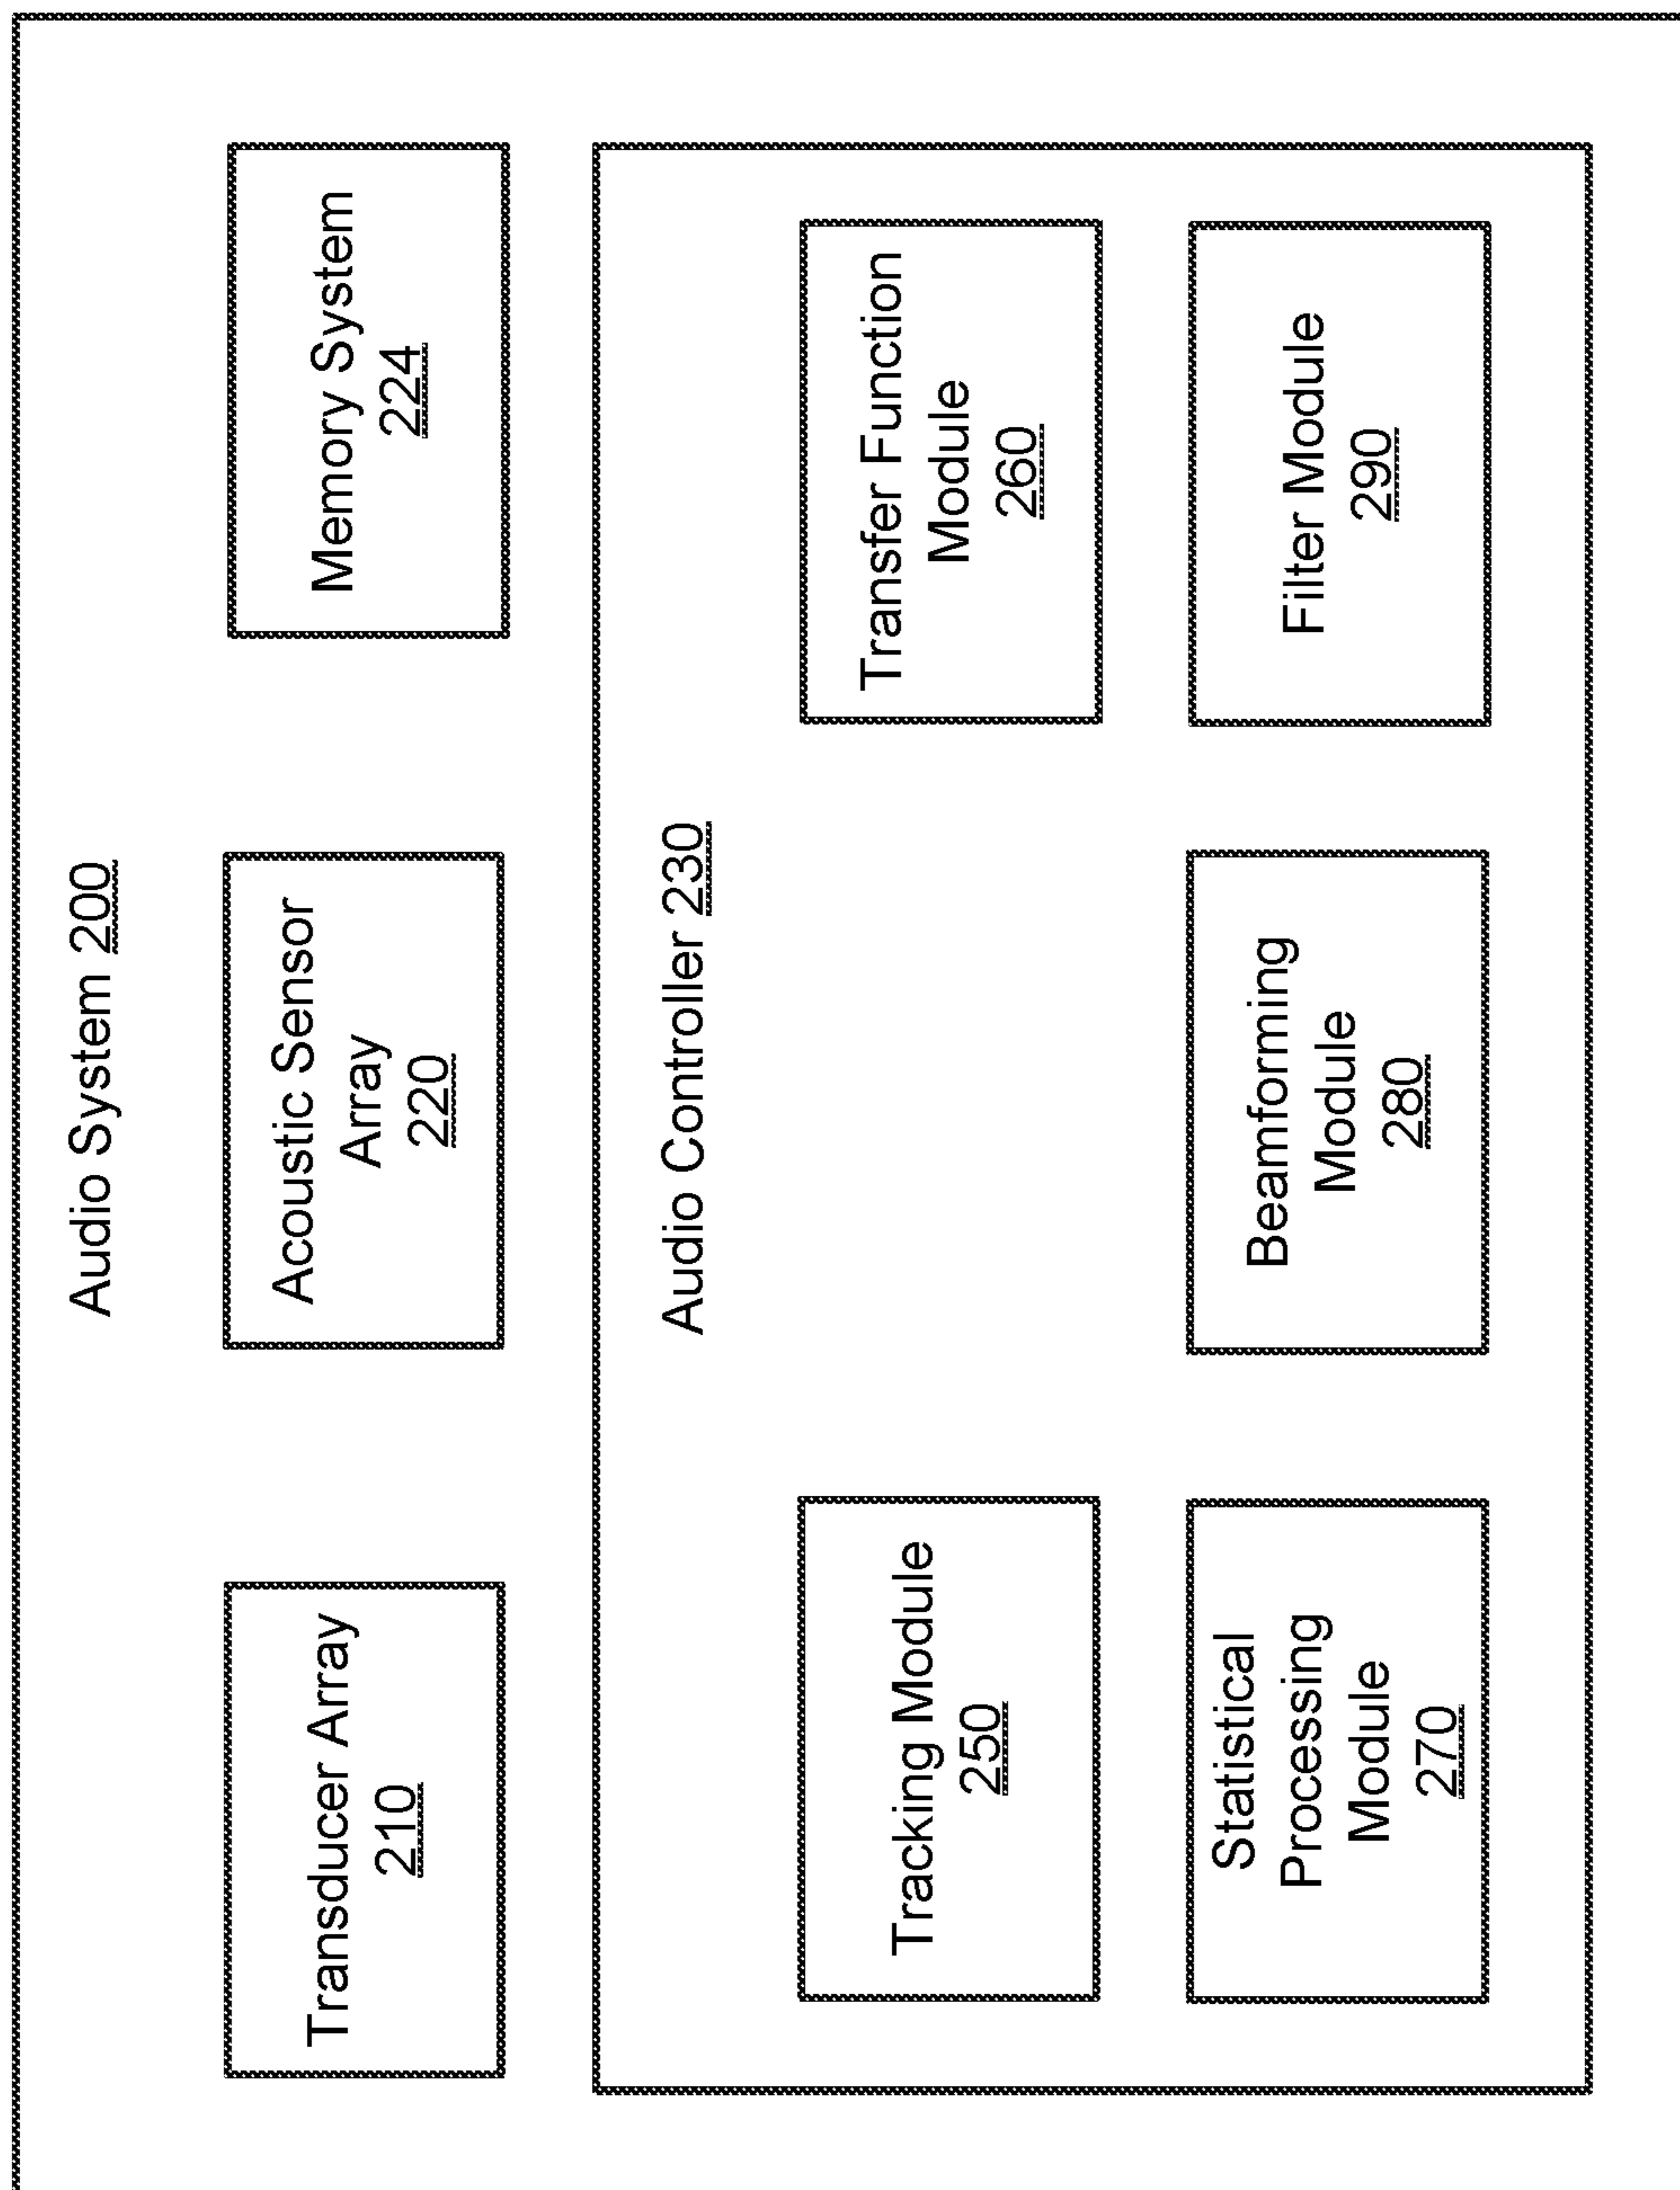 Audio System 200
Transducer Array
210
Acoustic Sensor
Array
220
Memory System
224
Audio Controller 230
Tracking Module
250
Transfer Function
Module
260
Statistical
Processing
Module
270
Beamforming
Module
280
Filter Module
290